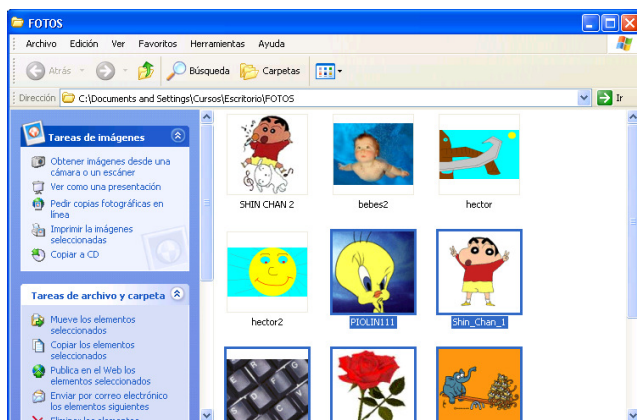 FOTOS
Archivo Edición Ver Favoritos Herramientas Ayuda
Atrás Búsqueda Carpetas
Dirección C:\Documents and Settings\Cursos\Escritorio\FOTOS Ir
Tareas de imágenes
Obtener imágenes desde una
cámara o un escáner
Ver como una presentación
Pedir copias fotográficas en
línea
Imprimir la imágenes
seleccionadas
Copiar a CD
Tareas de archivo y carpeta
Mueve los elementos
seleccionados
Copiar los elementos
seleccionados
Publica en el Web los
elementos seleccionados
Enviar por correo electrónico
los elementos siguientes
SHIN CHAN 2
bebes2
hector
hector2
PIOLIN111
Shin_Chan_1